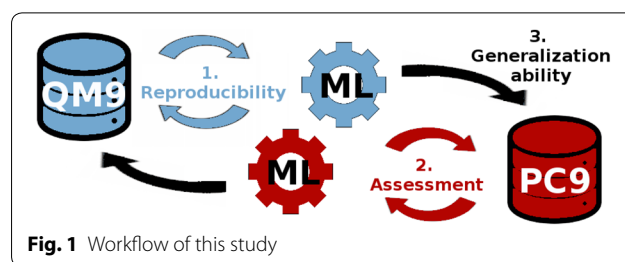 3.
Generalization
ability
QM9
1.
Reproducibility
ML
ML
2.
Assessment
PC9
Fig. 1 Workflow of this study